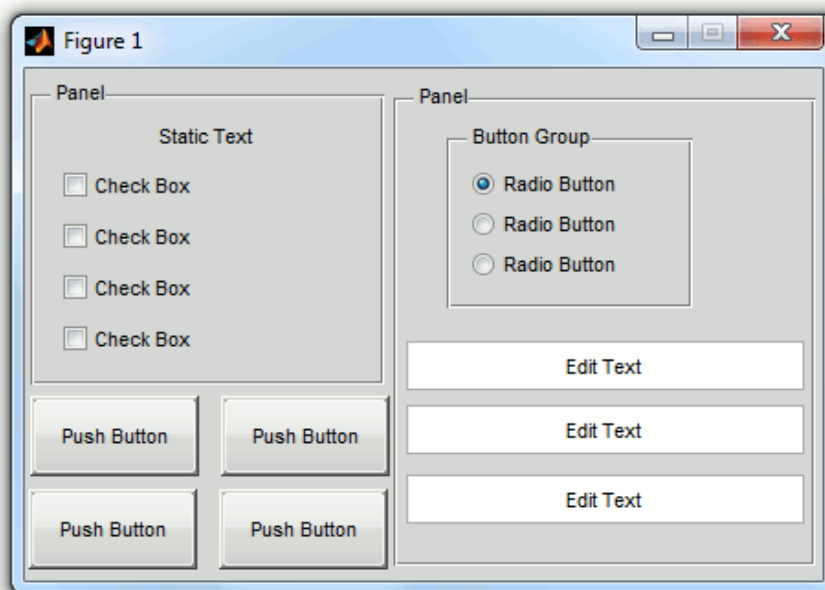 Figure 1
Panel
Static Text
Check Box
Check Box
Check Box
Check Box
Push Button
Push Button
Push Button
Push Button
Panel
Button Group
Radio Button
Radio Button
Radio Button
Edit Text
Edit Text
Edit Text